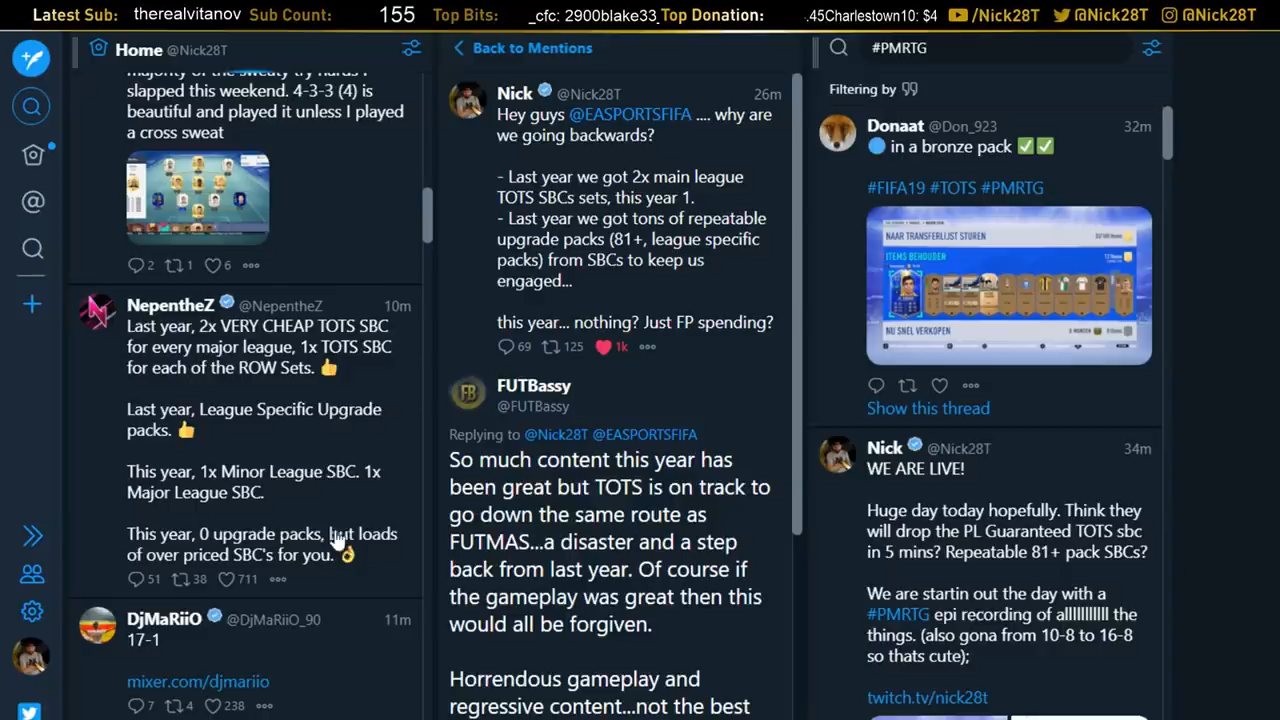 Latest Sub: therealvitanov Sub Count: 155 Top Bits: _cfc: 2900blake33_ Top Donation: .45Charlestown10: $4 /Nick28T @Nick28T @Nick28T
Home @Nick28T
majority of the sweaty try hards I
slapped this weekend. 4-3-3 (4) is
beautiful and played it unless I played
a cross sweat
2 1 6
NepentheZ @NepentheZ 10m
Last year, 2x VERY CHEAP TOTS SBC
for every major league, 1x TOTS SBC
for each of the ROW Sets. 👍
Last year, League Specific Upgrade
packs. 👍
This year, 1x Minor League SBC. 1x
Major League SBC.
This year, 0 upgrade packs, but loads
of over priced SBC's for you. 👌
51 38 711
DjMaRiiO @DjMaRiiO_90 11m
17-1
mixer.com/djmariio
7 4 238
Back to Mentions
Nick @Nick28T 26m
Hey guys @EASPORTSFIFA .... why are
we going backwards?
- Last year we got 2x main league
TOTS SBCs sets, this year 1.
- Last year we got tons of repeatable
upgrade packs (81+, league specific
packs) from SBCs to keep us
engaged...
this year... nothing? Just FP spending?
69 125 1k
FB
FUTBassy
@FUTBassy
Replying to @Nick28T @EASPORTSFIFA
So much content this year has
been great but TOTS is on track to
go down the same route as
FUTMAS...a disaster and a step
back from last year. Of course if
the gameplay was great then this
would all be forgiven.
Horrendous gameplay and
regressive content...not the best
#PMRTG
Filtering by
Donaat @Don_923 32m
🔵 in a bronze pack ✅✅
#FIFA19 #TOTS #PMRTG
NAAR TRANSFERLIJST STUREN
ITEMS BEHOUDEN
NU SNEL VERKOPEN
Show this thread
Nick @Nick28T 34m
WE ARE LIVE!
Huge day today hopefully. Think they
will drop the PL Guaranteed TOTS sbc
in 5 mins? Repeatable 81+ pack SBCs?
We are startin out the day with a
#PMRTG epi recording of allllllllll the
things. (also gona from 10-8 to 16-8
so thats cute);
twitch.tv/nick28t